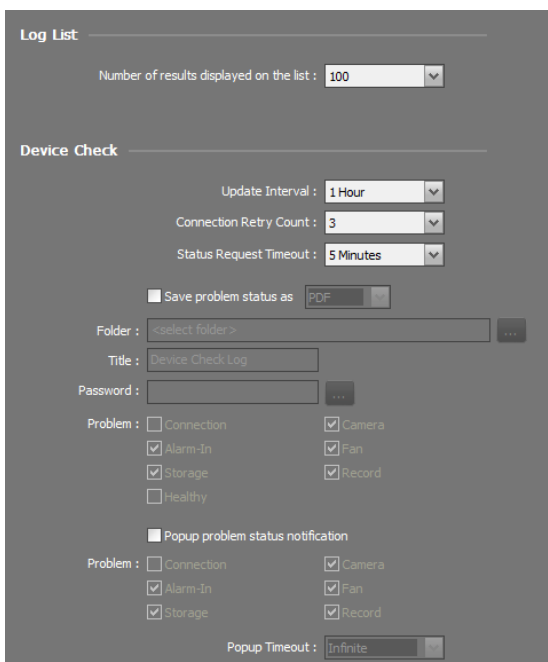 Log List
Number of results displayed on the list : 100
Device Check
Update Interval : 1 Hour
Connection Retry Count : 3
Status Request Timeout : 5 Minutes
Save problem status as PDF
Folder : <select folder> ...
Title : Device Check Log
Password : ...
Problem : Connection Camera
Alarm-In Fan
Storage Record
Healthy
Popup problem status notification
Problem : Connection Camera
Alarm-In Fan
Storage Record
Popup Timeout : Infinite